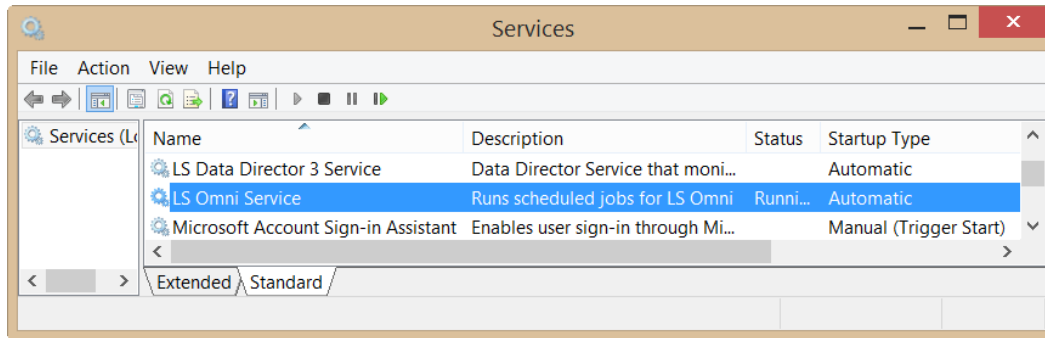 Services
File Action View Help
Services (Lo
Name Description Status Startup Type
LS Data Director 3 Service Data Director Service that moni... Automatic
LS Omni Service Runs scheduled jobs for LS Omni Runni... Automatic
Microsoft Account Sign-in Assistant Enables user sign-in through Mi... Manual (Trigger Start)
Extended Standard